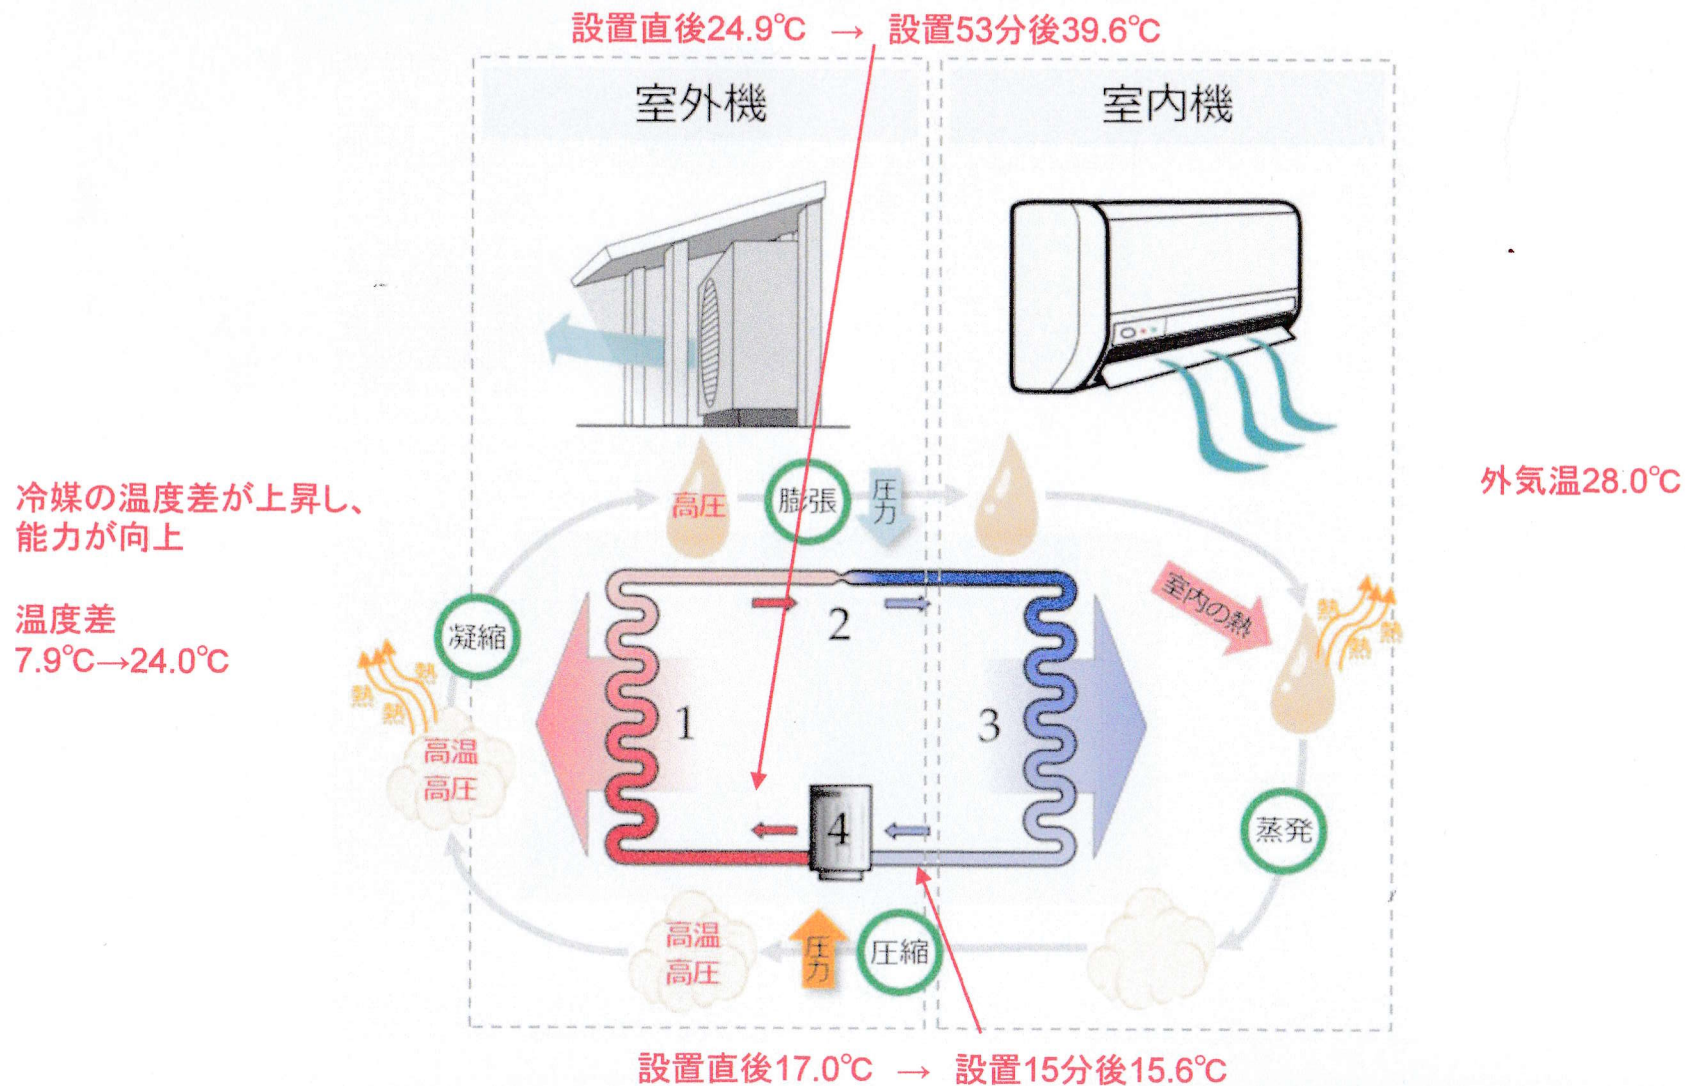 設置直後24.9℃ → 設置53分後39.6℃
室外機
室内機
外気温28.0℃
冷媒の温度差が上昇し、
能力が向上
温度差
7.9℃→24.0℃
高圧
膨張
圧力
室内の熱
熱
熱
熱
熱
凝縮
熱
熱
熱
高温
高圧
1
2
3
4
蒸発
高温
高圧
圧力
圧縮
設置直後17.0℃ → 設置15分後15.6℃